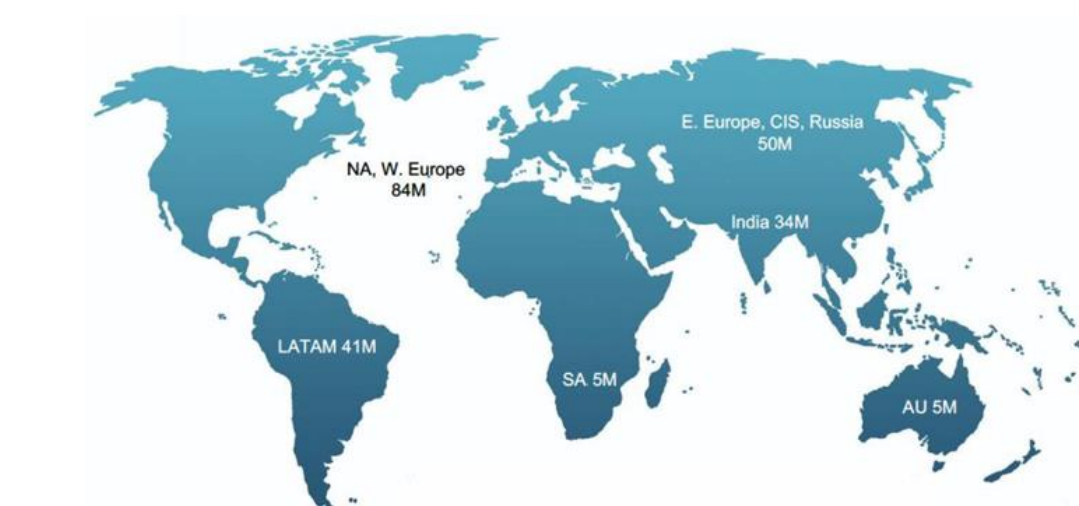 E. Europe, CIS, Russia
50M
NA, W. Europe
84M
India 34M
LATAM 41M
SA 5M
AU 5M